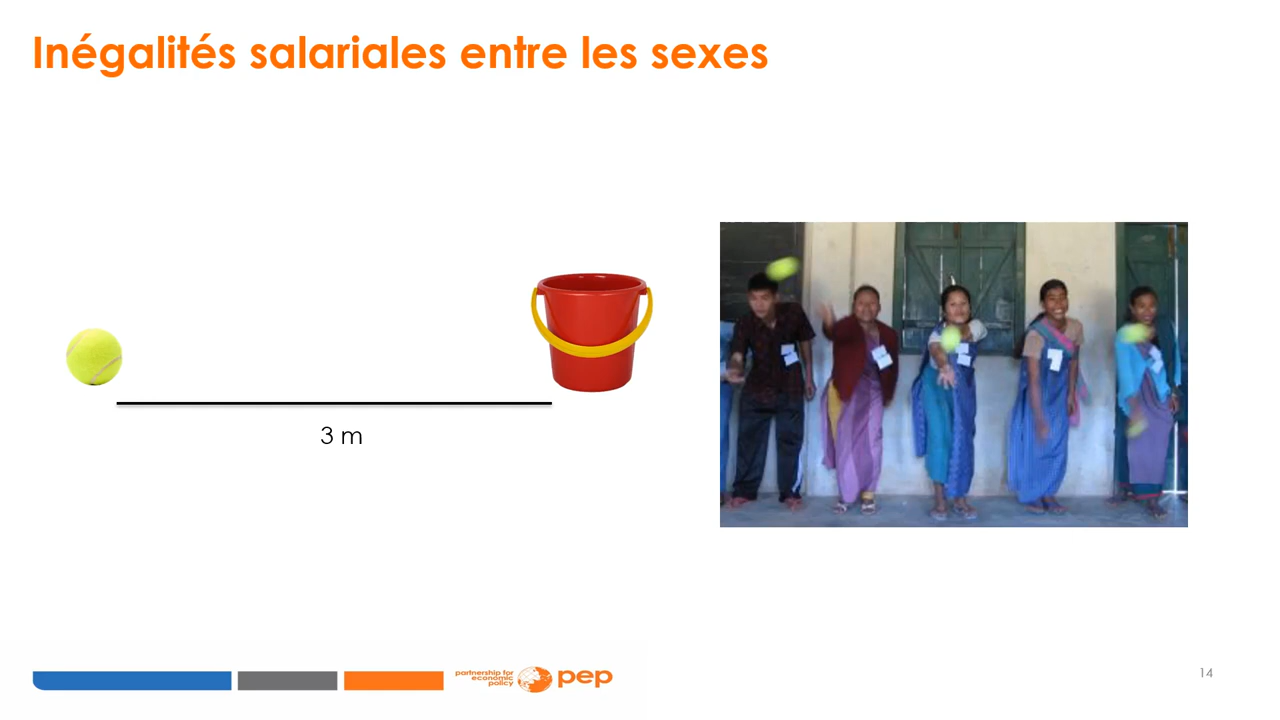 Inégalités salariales entre les sexes
3 m
partnership for
economic
policy
pep
14